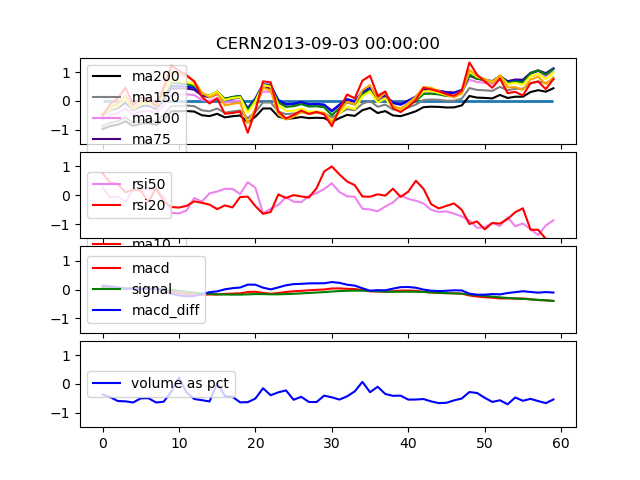 CERN2013-09-03 00:00:00
1
0
−1
ma200
ma150
ma100
ma75
1
0
−1
rsi50
rsi20
ma10
1
0
−1
macd
signal
macd_diff
1
0
−1
volume as pct
0 10 20 30 40 50 60